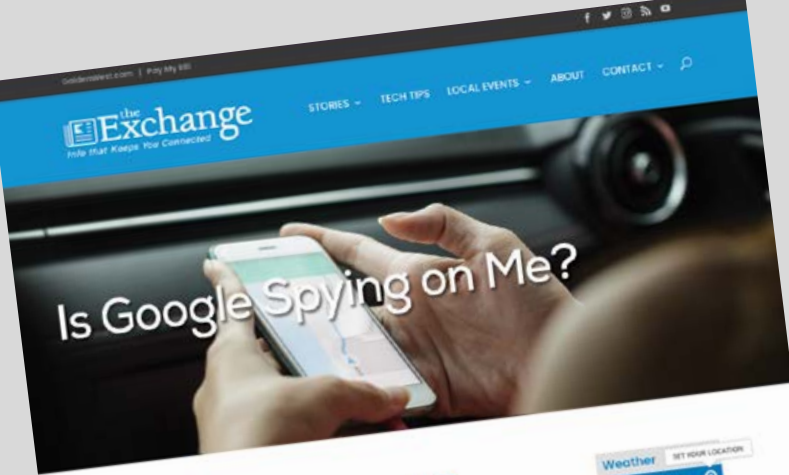 GoldenWest.com | Pay My Bill
the
Exchange
Info that Keeps You Connected
STORIES TECH TIPS LOCAL EVENTS ABOUT CONTACT
Is Google Spying on Me?
Weather SET YOUR LOCATION